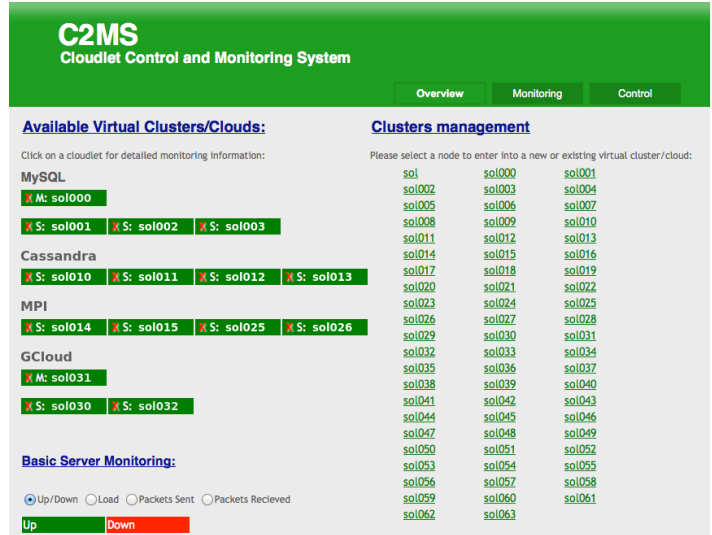 C2MS
Cloudlet Control and Monitoring System
Overview Monitoring Control
Available Virtual Clusters/Clouds:
Click on a cloudlet for detailed monitoring information:
MySQL
X M: sol000
X S: sol001 X S: sol002 X S: sol003
Cassandra
X S: sol010 X S: sol011 X S: sol012 X S: sol013
MPI
X S: sol014 X S: sol015 X S: sol025 X S: sol026
GCloud
X M: sol031
X S: sol030 X S: sol032
Basic Server Monitoring:
Up/Down Load Packets Sent Packets Recieved
Up Down
Clusters management
Please select a node to enter into a new or existing virtual cluster/cloud:
sol sol000 sol001
sol002 sol003 sol004
sol005 sol006 sol007
sol008 sol009 sol010
sol011 sol012 sol013
sol014 sol015 sol016
sol017 sol018 sol019
sol020 sol021 sol022
sol023 sol024 sol025
sol026 sol027 sol028
sol029 sol030 sol031
sol032 sol033 sol034
sol035 sol036 sol037
sol038 sol039 sol040
sol041 sol042 sol043
sol044 sol045 sol046
sol047 sol048 sol049
sol050 sol051 sol052
sol053 sol054 sol055
sol056 sol057 sol058
sol059 sol060 sol061
sol062 sol063